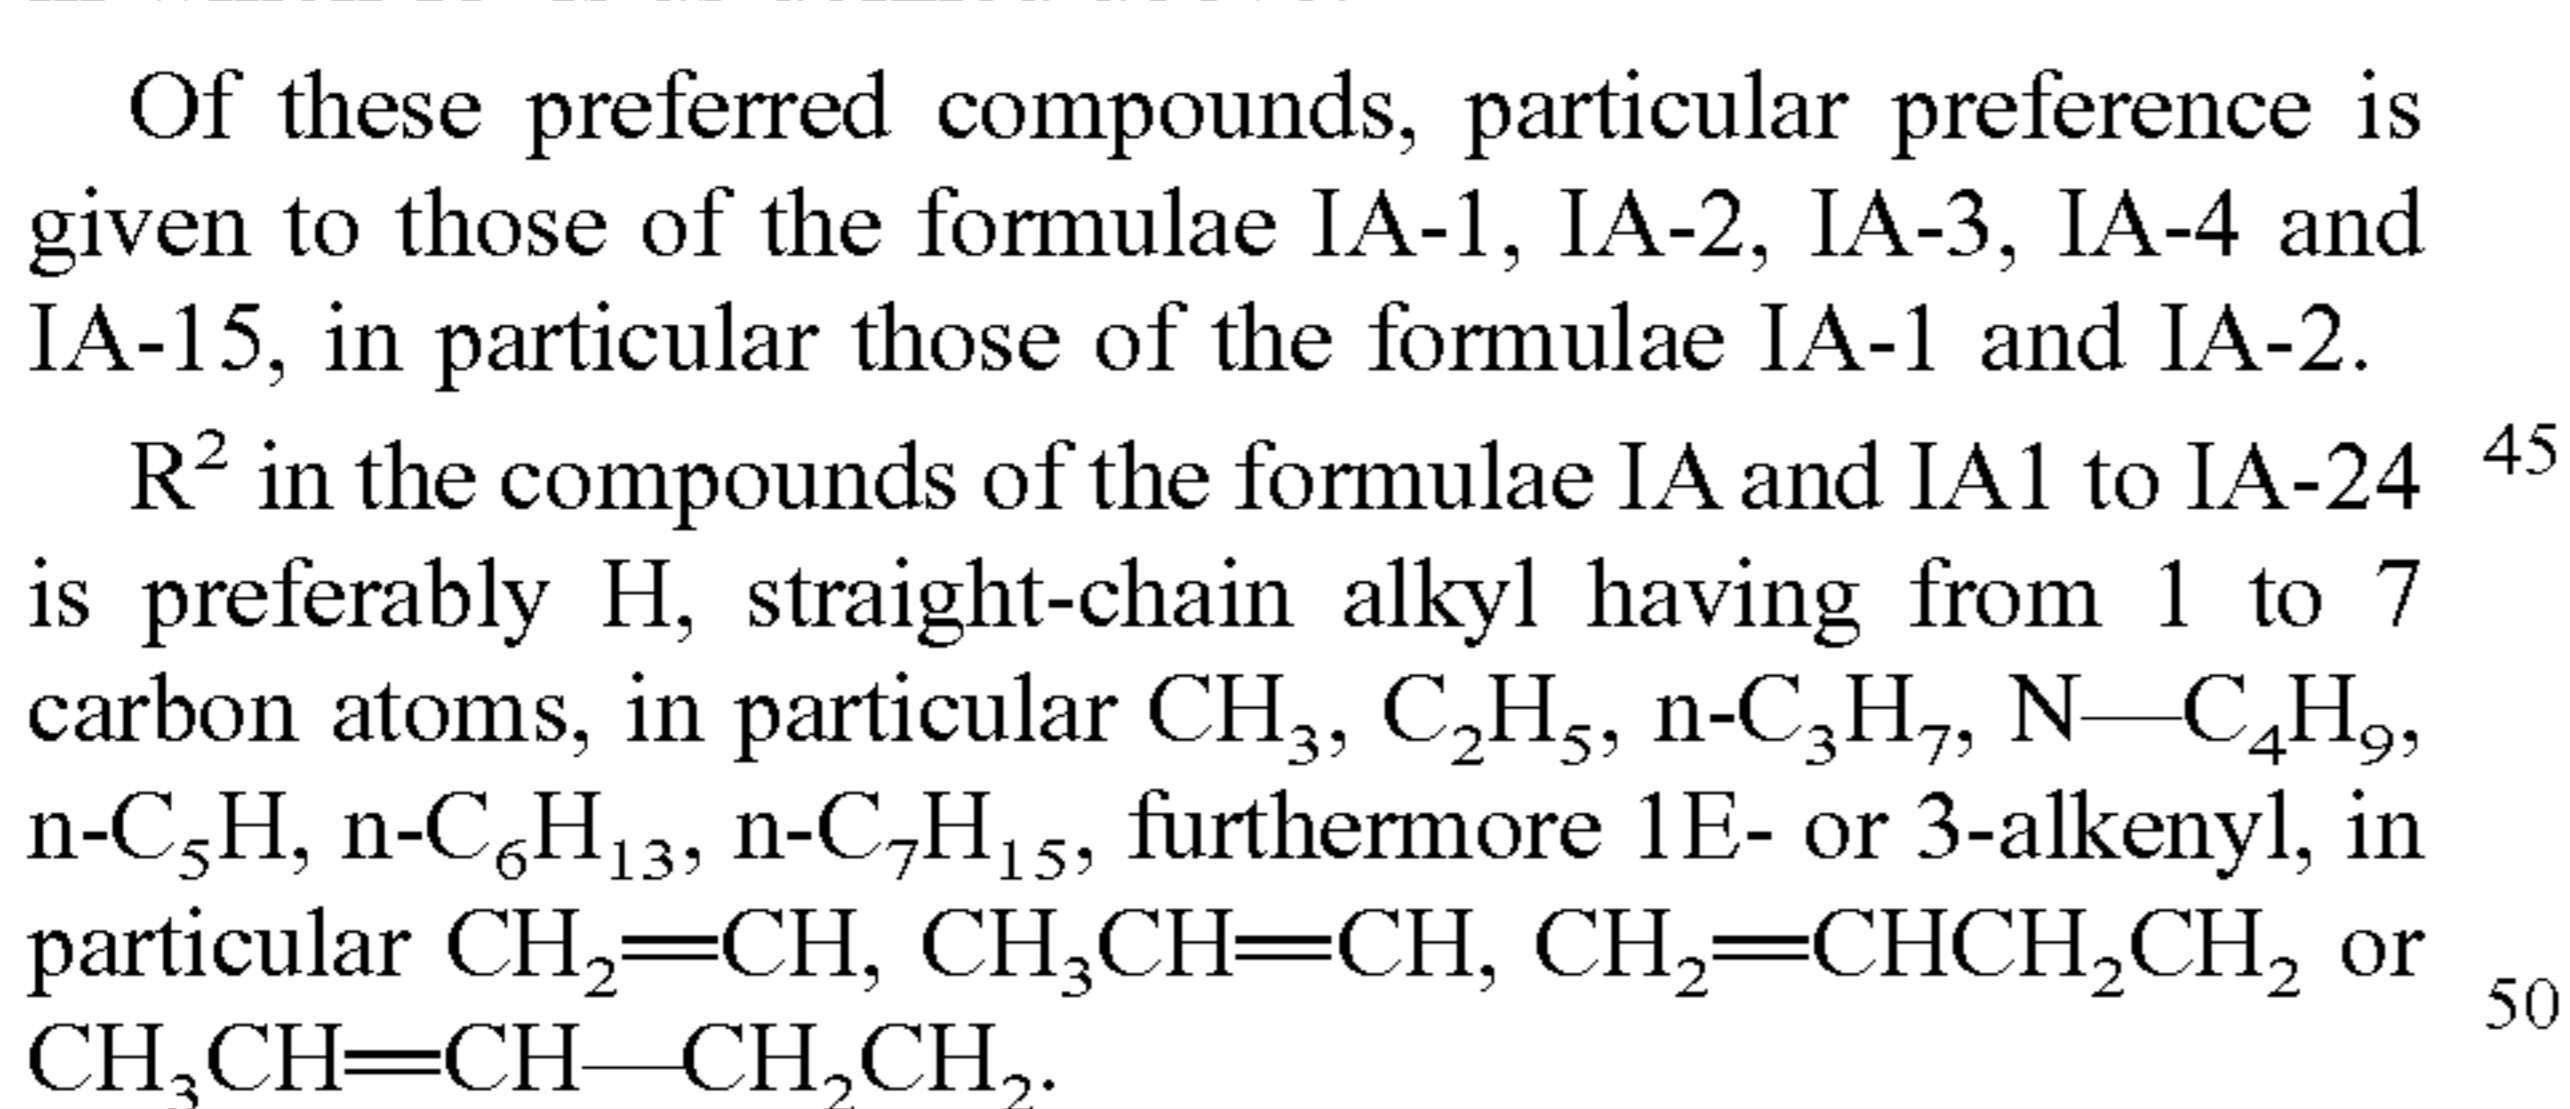 Of these preferred compounds, particular preference is
given to those of the formulae IA-1, IA-2, IA-3, IA-4 and
IA-15, in particular those of the formulae IA-1 and IA-2.
R² in the compounds of the formulae IA and IA1 to IA-24 45
is preferably H, straight-chain alkyl having from 1 to 7
carbon atoms, in particular CH₃, C₂H₅, n-C₃H₇, N—C₄H₉,
n-C₅H, n-C₆H₁₃, n-C₇H₁₅, furthermore 1E- or 3-alkenyl, in
particular CH₂═CH, CH₃CH═CH, CH₂═CHCH₂CH₂ or
50
CH₃CH═CH—CH₂CH₂.